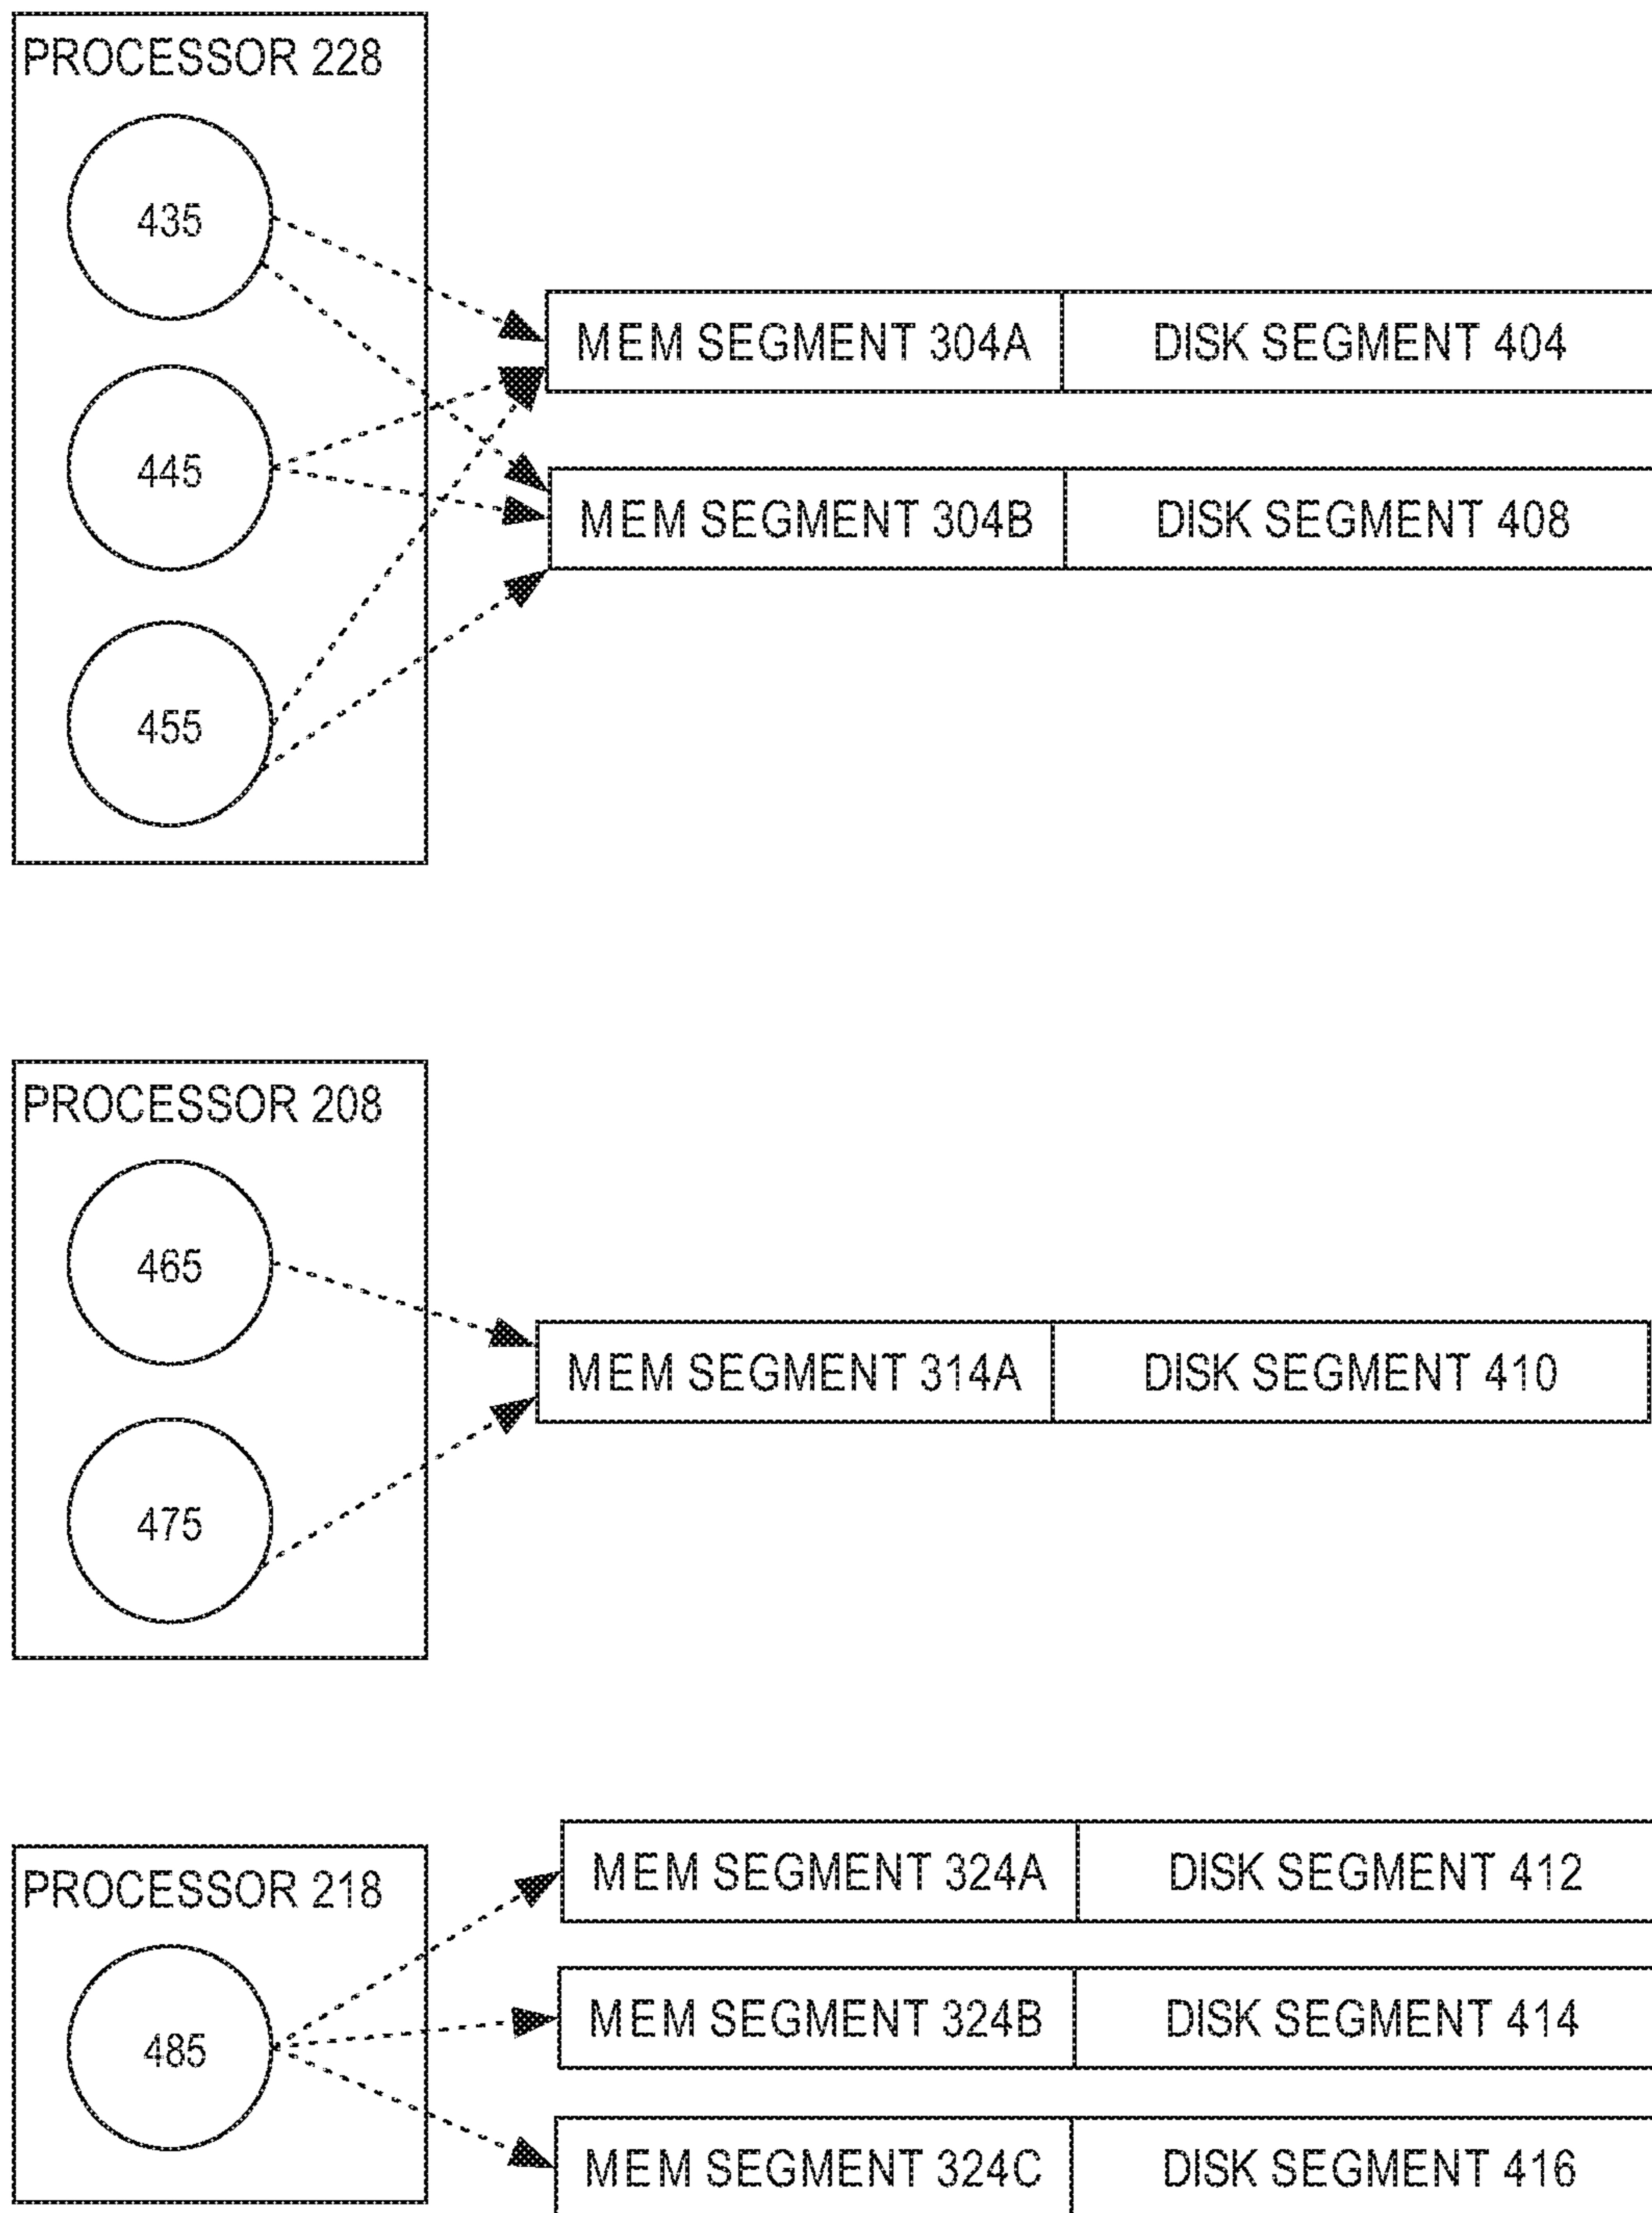 PROCESSOR 228
435
MEM SEGMENT 304A DISK SEGMENT 404
445
MEM SEGMENT 304B DISK SEGMENT 408
455
PROCESSOR 208
465
MEM SEGMENT 314A DISK SEGMENT 410
475
MEM SEGMENT 324A DISK SEGMENT 412
PROCESSOR 218
MEM SEGMENT 324B DISK SEGMENT 414
485
MEM SEGMENT 324C DISK SEGMENT 416